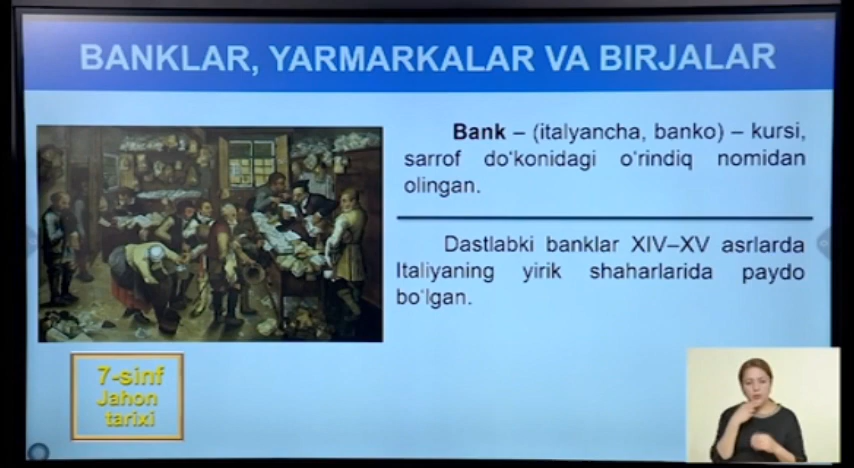 BANKLAR, YARMARKALAR VA BIRJALAR
Bank – (italyancha, banko) – kursi,
sarrof do‘konidagi o‘rindiq nomidan
olingan.
Dastlabki banklar XIV–XV asrlarda
Italiyaning yirik shaharlarida paydo
bo‘lgan.
7-sinf
Jahon
tarixi